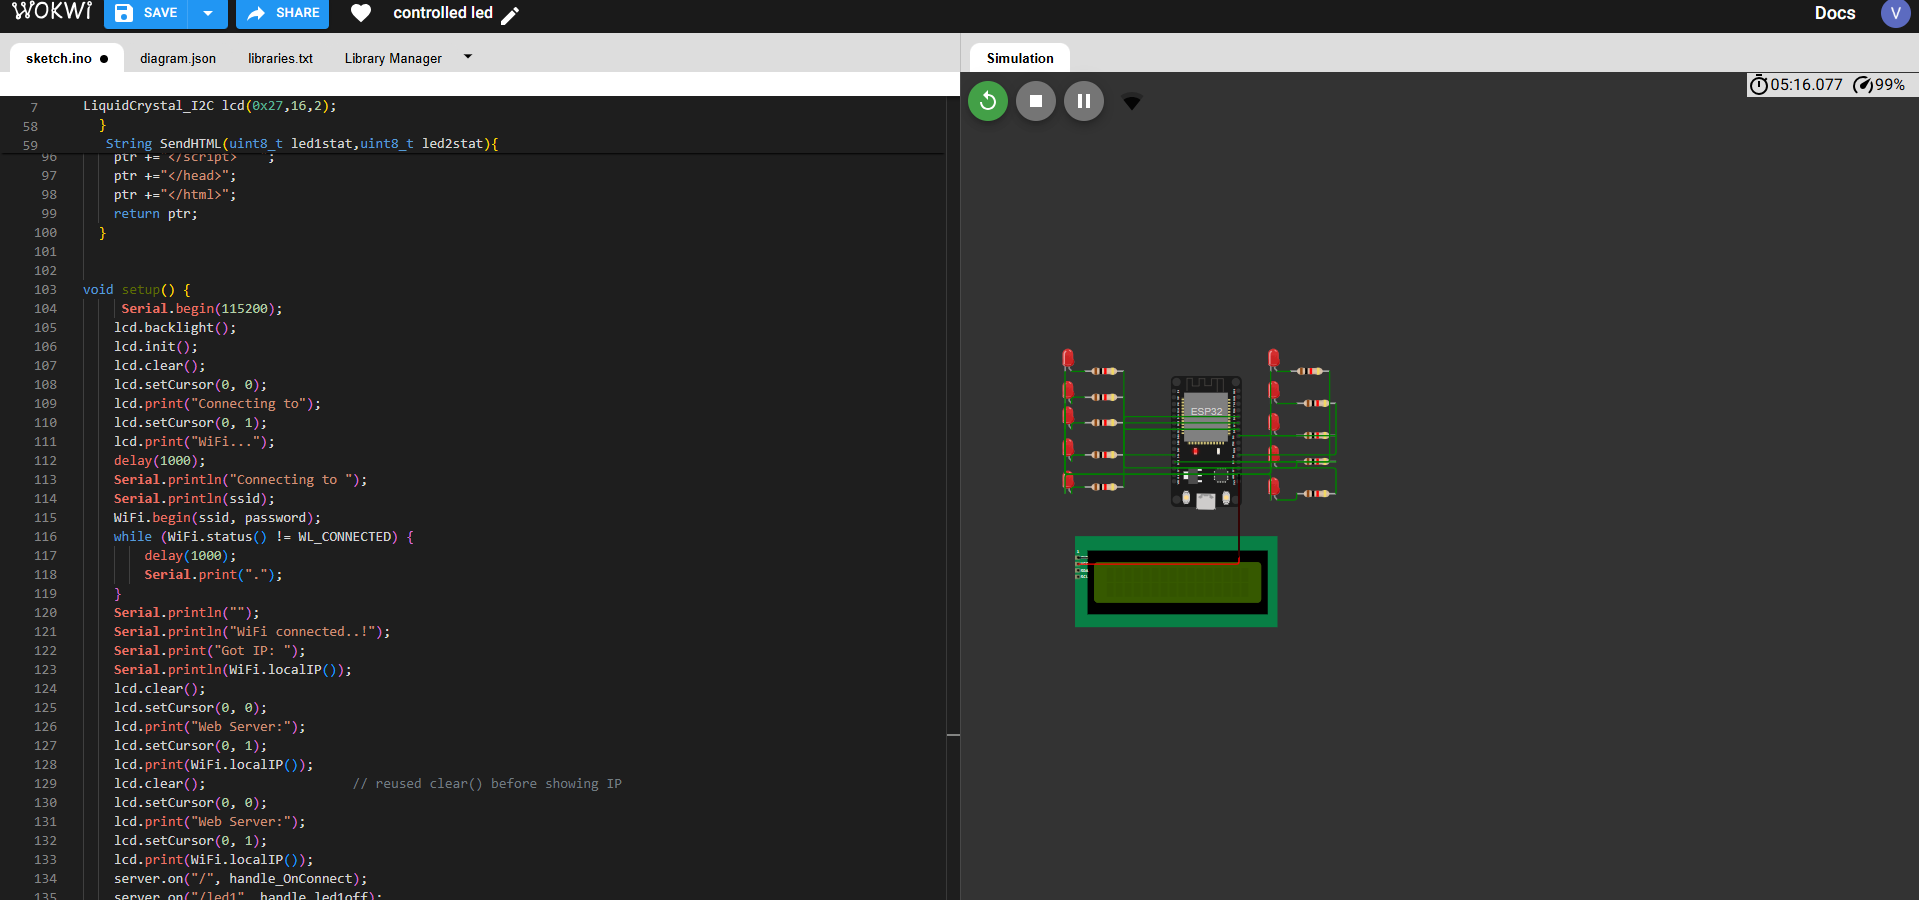 WOKWI
SAVE
SHARE
controlled led
Docs
V
sketch.ino
diagram.json
libraries.txt
Library Manager
Simulation
05:16.077
99%
7 LiquidCrystal_I2C lcd(0x27,16,2);
58 }
59 String SendHTML(uint8_t led1stat,uint8_t led2stat){
96 ptr += </script> ;
97 ptr +="</head>";
98 ptr +="</html>";
99 return ptr;
100 }
101
102
103 void setup() {
104 Serial.begin(115200);
105 lcd.backlight();
106 lcd.init();
107 lcd.clear();
108 lcd.setCursor(0, 0);
109 lcd.print("Connecting to");
110 lcd.setCursor(0, 1);
111 lcd.print("WiFi...");
112 delay(1000);
113 Serial.println("Connecting to ");
114 Serial.println(ssid);
115 WiFi.begin(ssid, password);
116 while (WiFi.status() != WL_CONNECTED) {
117 delay(1000);
118 Serial.print(".");
119 }
120 Serial.println("");
121 Serial.println("WiFi connected..!");
122 Serial.print("Got IP: ");
123 Serial.println(WiFi.localIP());
124 lcd.clear();
125 lcd.setCursor(0, 0);
126 lcd.print("Web Server:");
127 lcd.setCursor(0, 1);
128 lcd.print(WiFi.localIP());
129 lcd.clear(); // reused clear() before showing IP
130 lcd.setCursor(0, 0);
131 lcd.print("Web Server:");
132 lcd.setCursor(0, 1);
133 lcd.print(WiFi.localIP());
134 server.on("/", handle_OnConnect);
135 server.on("/led1", handle_led1off);
ESP32